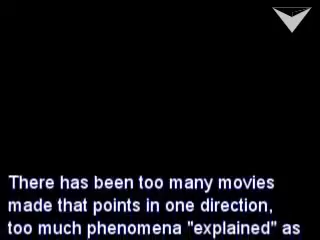 There has been too many movies
made that points in one direction,
too much phenomena "explained" as